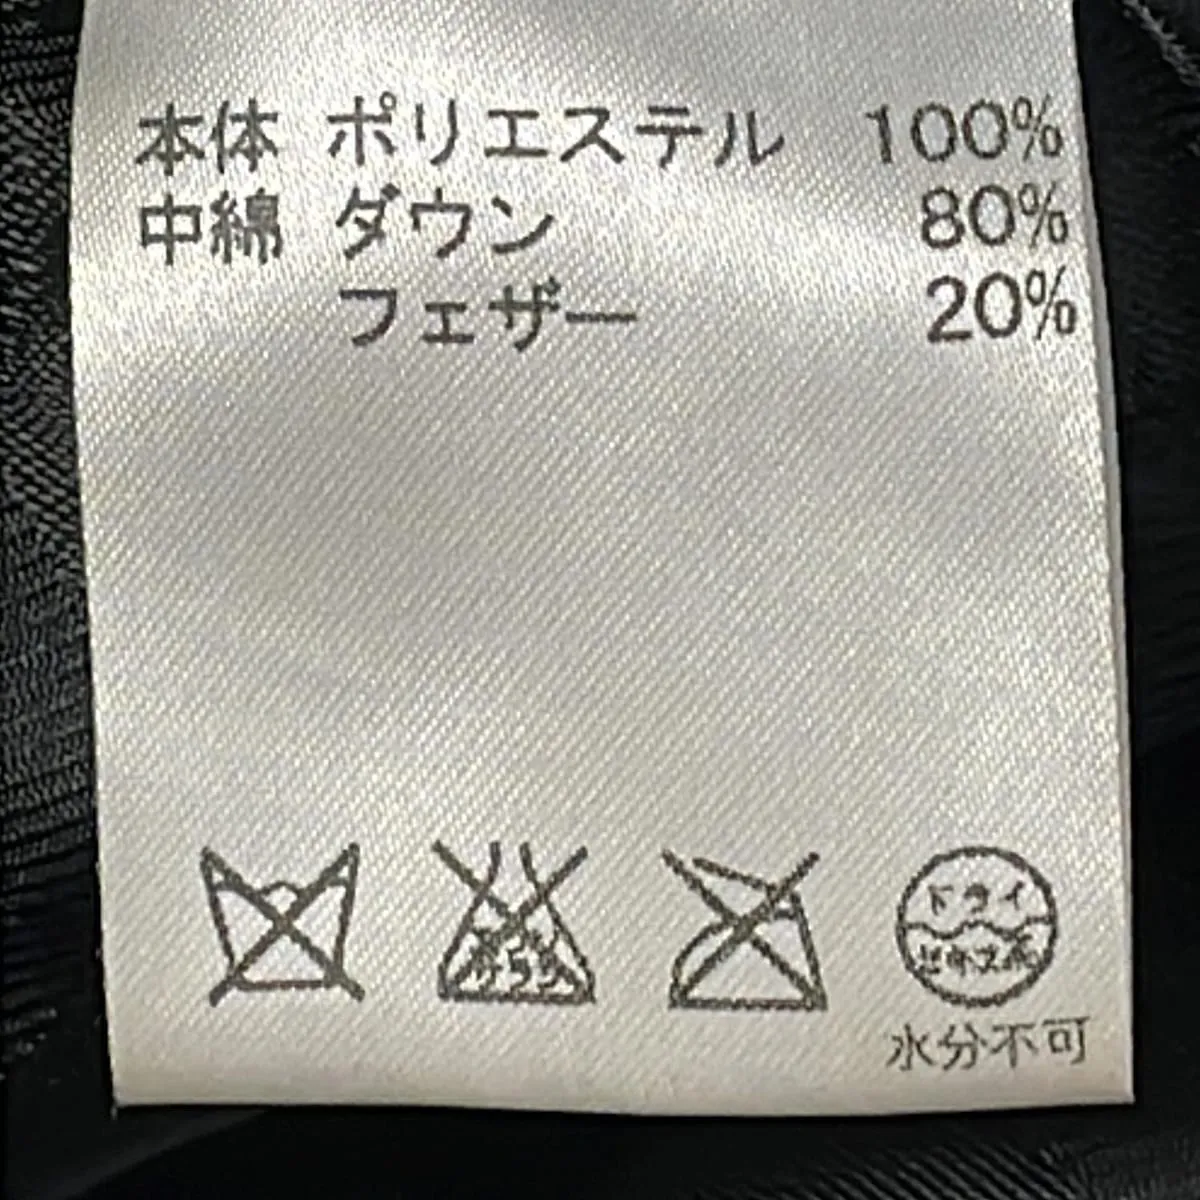 本体 ポリエステル 100%
中綿 ダウン 80%
フェザー 20%
ドライ
水分不可